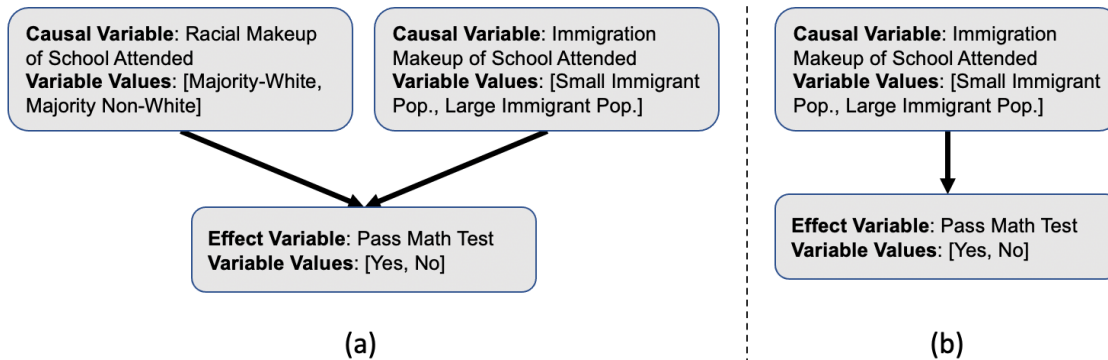 Causal Variable: Racial Makeup
of School Attended
Variable Values: [Majority-White,
Majority Non-White]
Causal Variable: Immigration
Makeup of School Attended
Variable Values: [Small Immigrant
Pop., Large Immigrant Pop.]
Effect Variable: Pass Math Test
Variable Values: [Yes, No]
(a)
Causal Variable: Immigration
Makeup of School Attended
Variable Values: [Small Immigrant
Pop., Large Immigrant Pop.]
Effect Variable: Pass Math Test
Variable Values: [Yes, No]
(b)